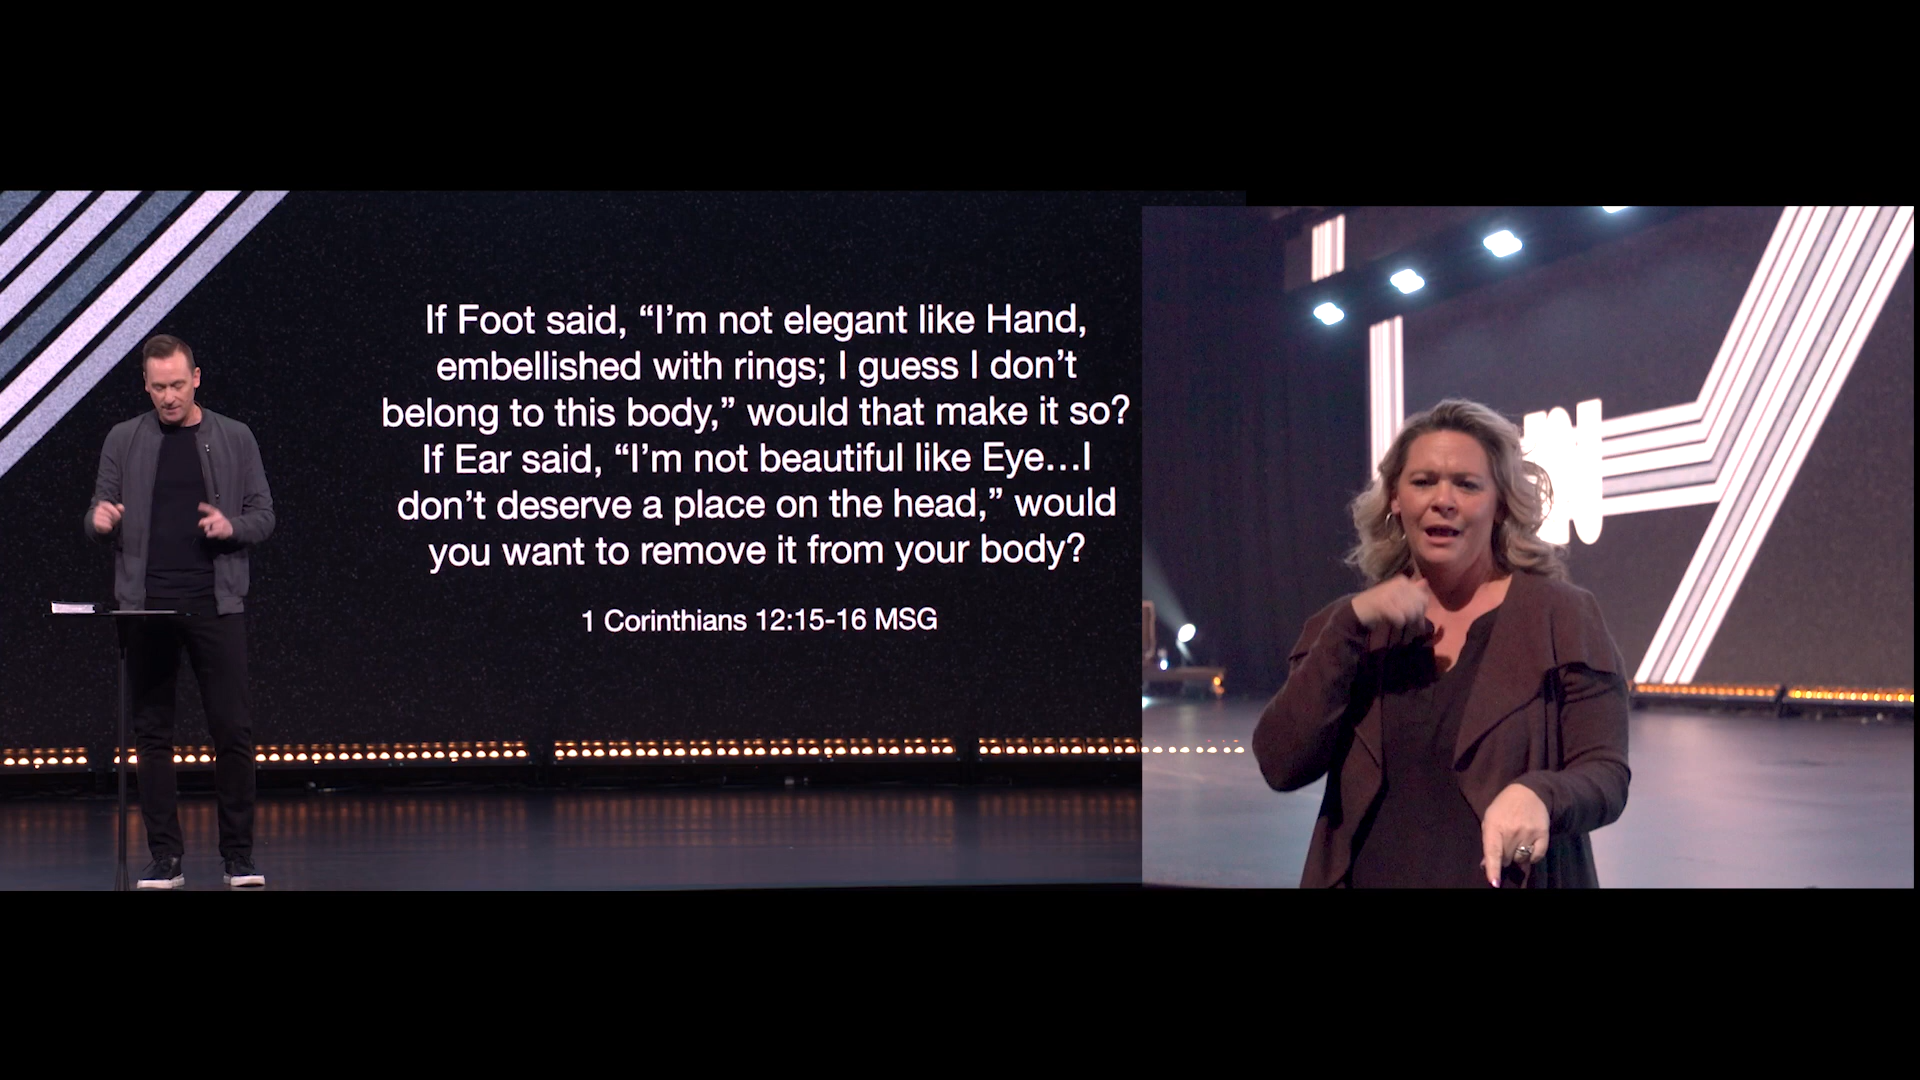 If Foot said, “I’m not elegant like Hand,
embellished with rings; I guess I don’t
belong to this body,” would that make it so?
If Ear said, “I’m not beautiful like Eye…I
don’t deserve a place on the head,” would
you want to remove it from your body?
1 Corinthians 12:15-16 MSG